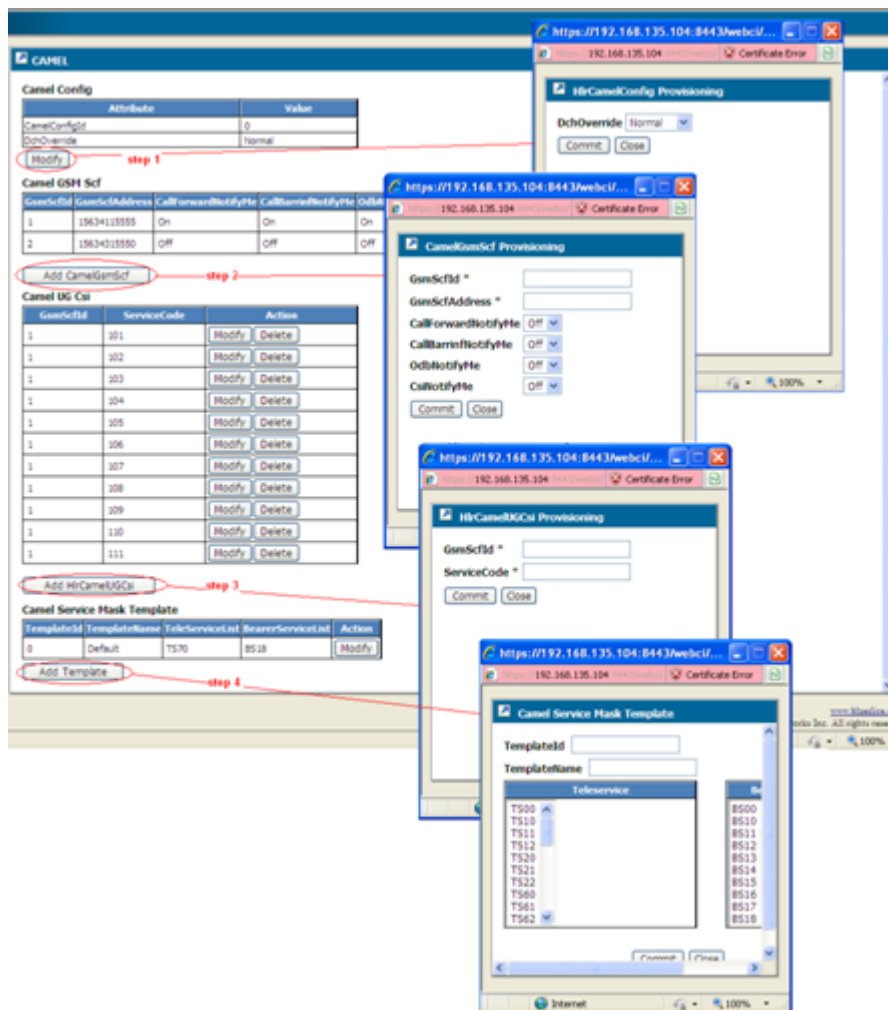 CAMEL
Camel Config
Attribute Value
CamelConfigId 0
DchOverride Normal
Modify
step 1
Camel GSM Scf
GsmScfId GsmScfAddress CallForwardNotifyMe CallBarrinfNotifyMe
1 15634115555 On On On
2 15634315550 Off Off Off
Add CamelGsmScf
step 2
Camel UG Csi
GsmScfId ServiceCode Action
1 101 Modify Delete
1 102 Modify Delete
1 103 Modify Delete
1 104 Modify Delete
1 105 Modify Delete
1 106 Modify Delete
1 107 Modify Delete
1 108 Modify Delete
1 109 Modify Delete
1 110 Modify Delete
1 111 Modify Delete
Add HlrCamelUGCsi
step 3
Camel Service Mask Template
TemplateId TemplateName TeleServiceList BearerServiceList Action
0 Default TS70 BS18 Modify
Add Template
step 4
https://192.168.135.104:8443/webci/...
192.168.135.104 Certificate Error
HlrCamelConfig Provisioning
DchOverride Normal
Commit Close
100%
https://192.168.135.104:8443/webci/...
192.168.135.104 Certificate Error
CamelGsmScf Provisioning
GsmScfId *
GsmScfAddress *
CallForwardNotifyMe Off
CallBarrinfNotifyMe Off
OdbNotifyMe Off
CsiNotifyMe Off
Commit Close
https://192.168.135.104:8443/webci/...
192.168.135.104 Certificate Error
HlrCamelUGCsi Provisioning
GsmScfId *
ServiceCode *
Commit Close
https://192.168.135.104:8443/webci/...
192.168.135.104 Certificate Error
Camel Service Mask Template
TemplateId
TemplateName
Teleservice
TS00
TS10
TS11
TS12
TS20
TS21
TS22
TS60
TS61
TS62
BS00
BS10
BS11
BS12
BS13
BS14
BS15
BS16
BS17
BS18
Commit Close
Internet 100%
Inc. All rights
100%